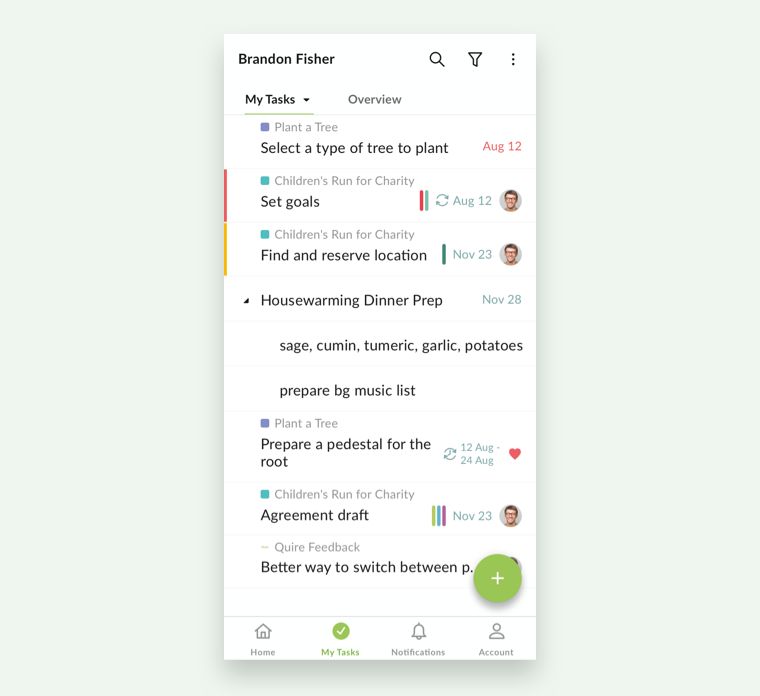 Brandon Fisher
My Tasks
Overview
Plant a Tree
Select a type of tree to plant
Aug 12
Children's Run for Charity
Set goals
Aug 12
Children's Run for Charity
Find and reserve location
Nov 23
Housewarming Dinner Prep
Nov 28
sage, cumin, tumeric, garlic, potatoes
prepare bg music list
Plant a Tree
Prepare a pedestal for the
root
12 Aug -
24 Aug
Children's Run for Charity
Agreement draft
Nov 23
Quire Feedback
Better way to switch between p.
Home
My Tasks
Notifications
Account